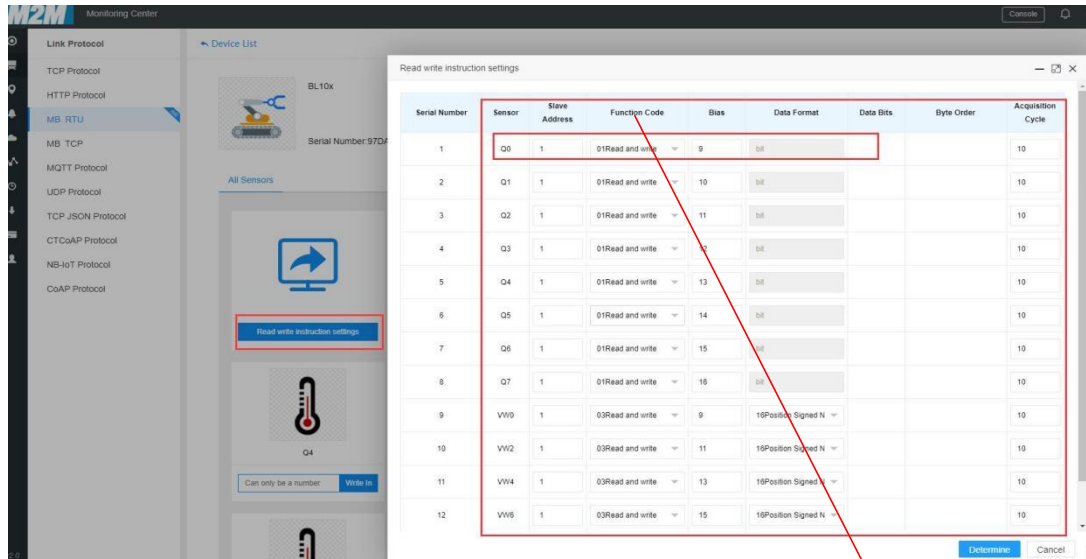 M2M Monitoring Center Console
Link Protocol
TCP Protocol
HTTP Protocol
MB RTU
MB TCP
MQTT Protocol
UDP Protocol
TCP JSON Protocol
CTCoAP Protocol
NB-IoT Protocol
CoAP Protocol
Device List
BL10x
Serial Number:97DA
All Sensors
Read write instruction settings
Q4
Can only be a number Write In
Read write instruction settings
Serial Number Sensor Slave Address Function Code Bias Data Format Data Bits Byte Order Acquisition Cycle
1 Q0 1 01Read and write 9 bit 10
2 Q1 1 01Read and write 10 bit 10
3 Q2 1 01Read and write 11 bit 10
4 Q3 1 01Read and write 12 bit 10
5 Q4 1 01Read and write 13 bit 10
6 Q5 1 01Read and write 14 bit 10
7 Q6 1 01Read and write 15 bit 10
8 Q7 1 01Read and write 16 bit 10
9 VW0 1 03Read and write 9 16Position Signed N 10
10 VW2 1 03Read and write 11 16Position Signed N 10
11 VW4 1 03Read and write 13 16Position Signed N 10
12 VW6 1 03Read and write 15 16Position Signed N 10
Determine Cancel